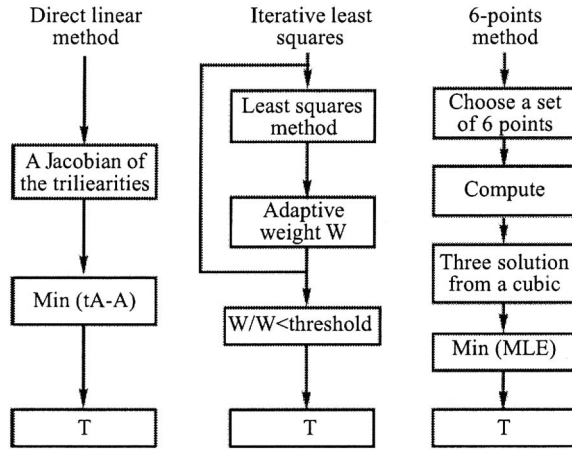 Direct linear
method
A Jacobian of
the triliearities
Min (tA-A)
T
Iterative least
squares
Least squares
method
Adaptive
weight W
W/W<threshold
T
6-points
method
Choose a set
of 6 points
Compute
Three solution
from a cubic
Min (MLE)
T